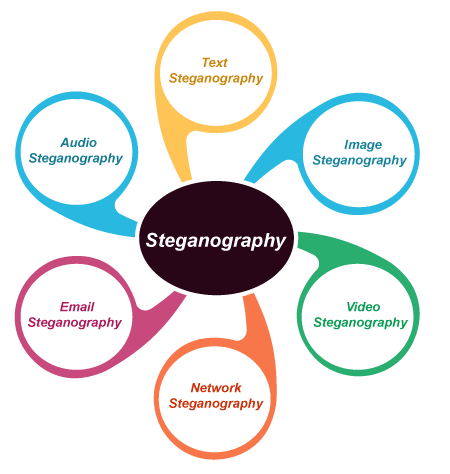 Text
Steganography
Audio
Steganography
Image
Steganography
Steganography
Email
Steganography
Video
Steganography
Network
Steganography